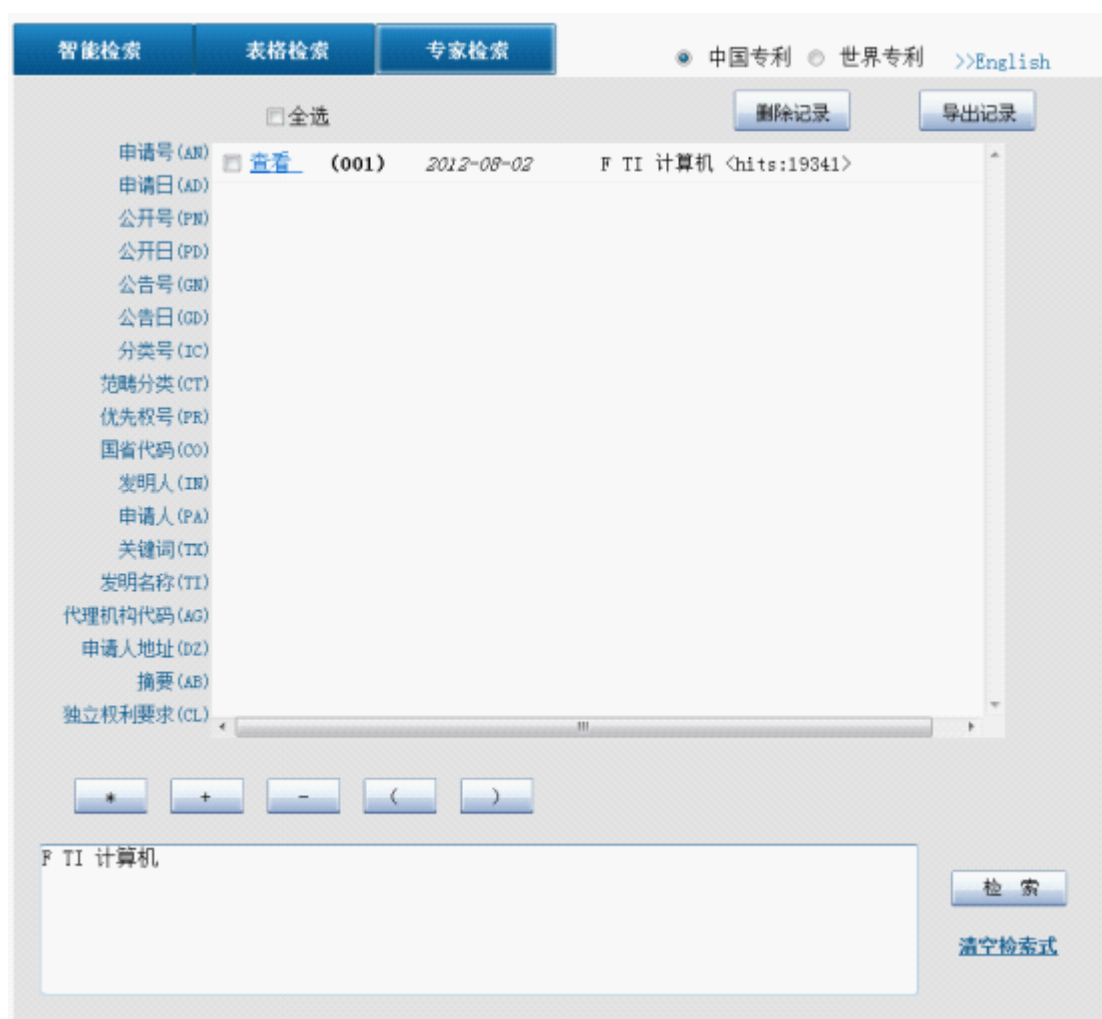 智能检索 表格检索 专家检索 中国专利 世界专利 >>English
全选 删除记录 导出记录
申请号(AN)
查看 (001) 2012-08-02 F TI 计算机 <hits:19341>
申请日(AD)
公开号(PN)
公开日(PD)
公告号(GN)
公告日(GD)
分类号(IC)
范畴分类(CT)
优先权号(PR)
国省代码(CO)
发明人(IN)
申请人(PA)
关键词(TX)
发明名称(TI)
代理机构代码(AG)
申请人地址(DZ)
摘要(AB)
独立权利要求(CL)
* + - ( )
F TI 计算机
检 索
清空检索式